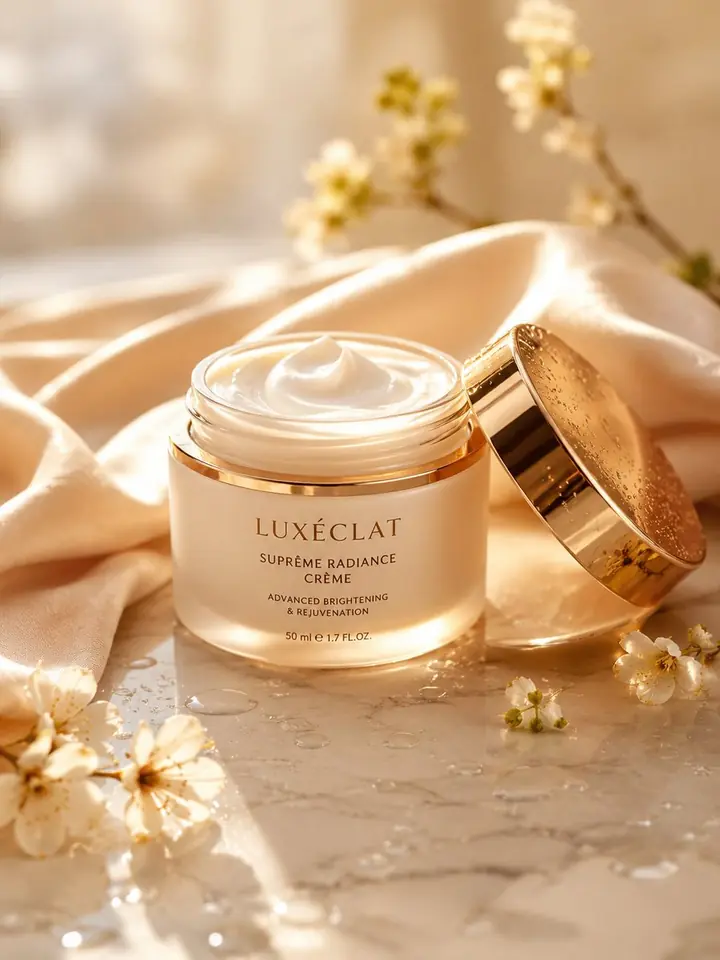 LUXÉCLAT
SUPRÊME RADIANCE
CRÈME
ADVANCED BRIGHTENING
& REJUVENATION
50 ml ℮ 1.7 FL.OZ.